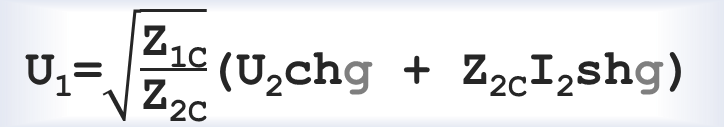 U₁=√(Z₁C/Z₂C)(U₂chg + Z₂CI₂shg)